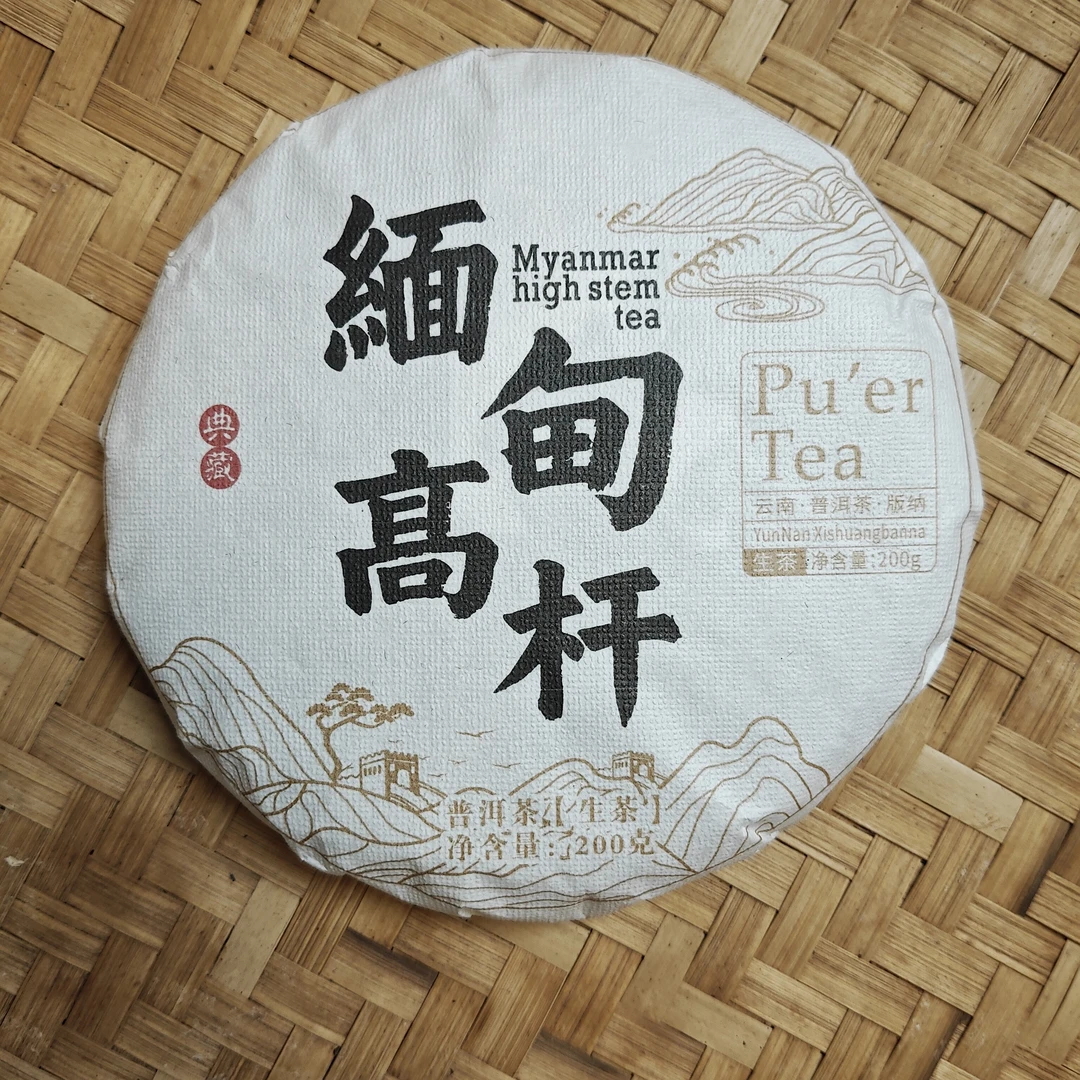 緬甸
高杆
Myanmar
high stem
tea
典藏
Pu'er
Tea
云南·普洱茶·版纳
YunNan Xishuangbanna
生茶 净含量:200g
普洱茶【生茶】
净含量:200克